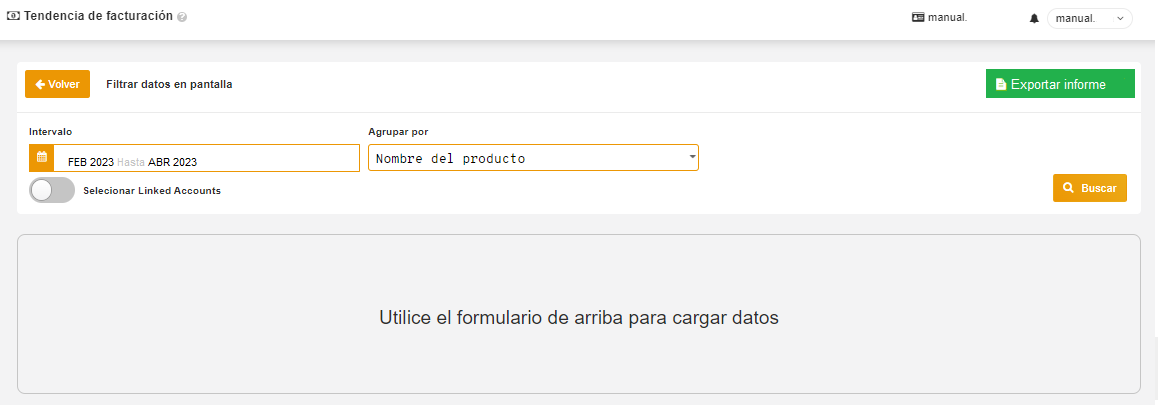 Tendencia de facturación
manual.
manual.
Volver
Filtrar datos en pantalla
Exportar informe
Intervalo
Agrupar por
FEB 2023 Hasta ABR 2023
Nombre del producto
Selecionar Linked Accounts
Buscar
Utilice el formulario de arriba para cargar datos